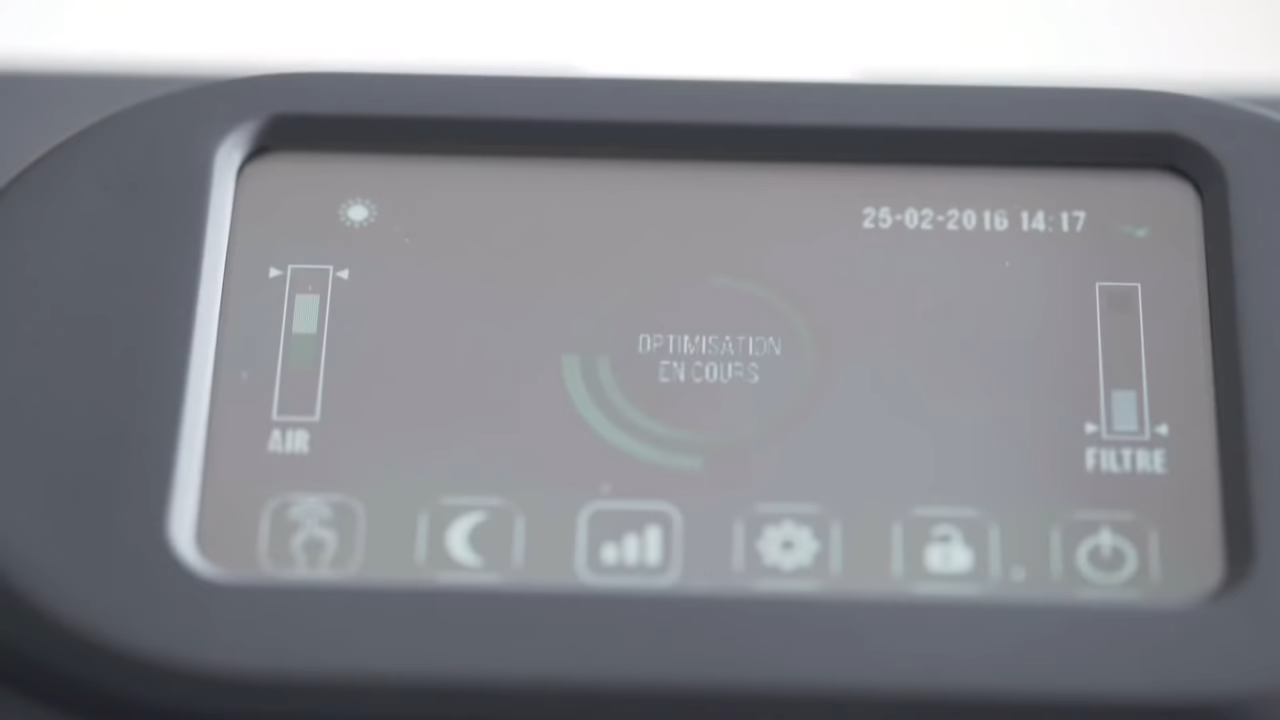 25-02-2016 14:17
OPTIMISATION
EN COURS
AIR
FILTRE